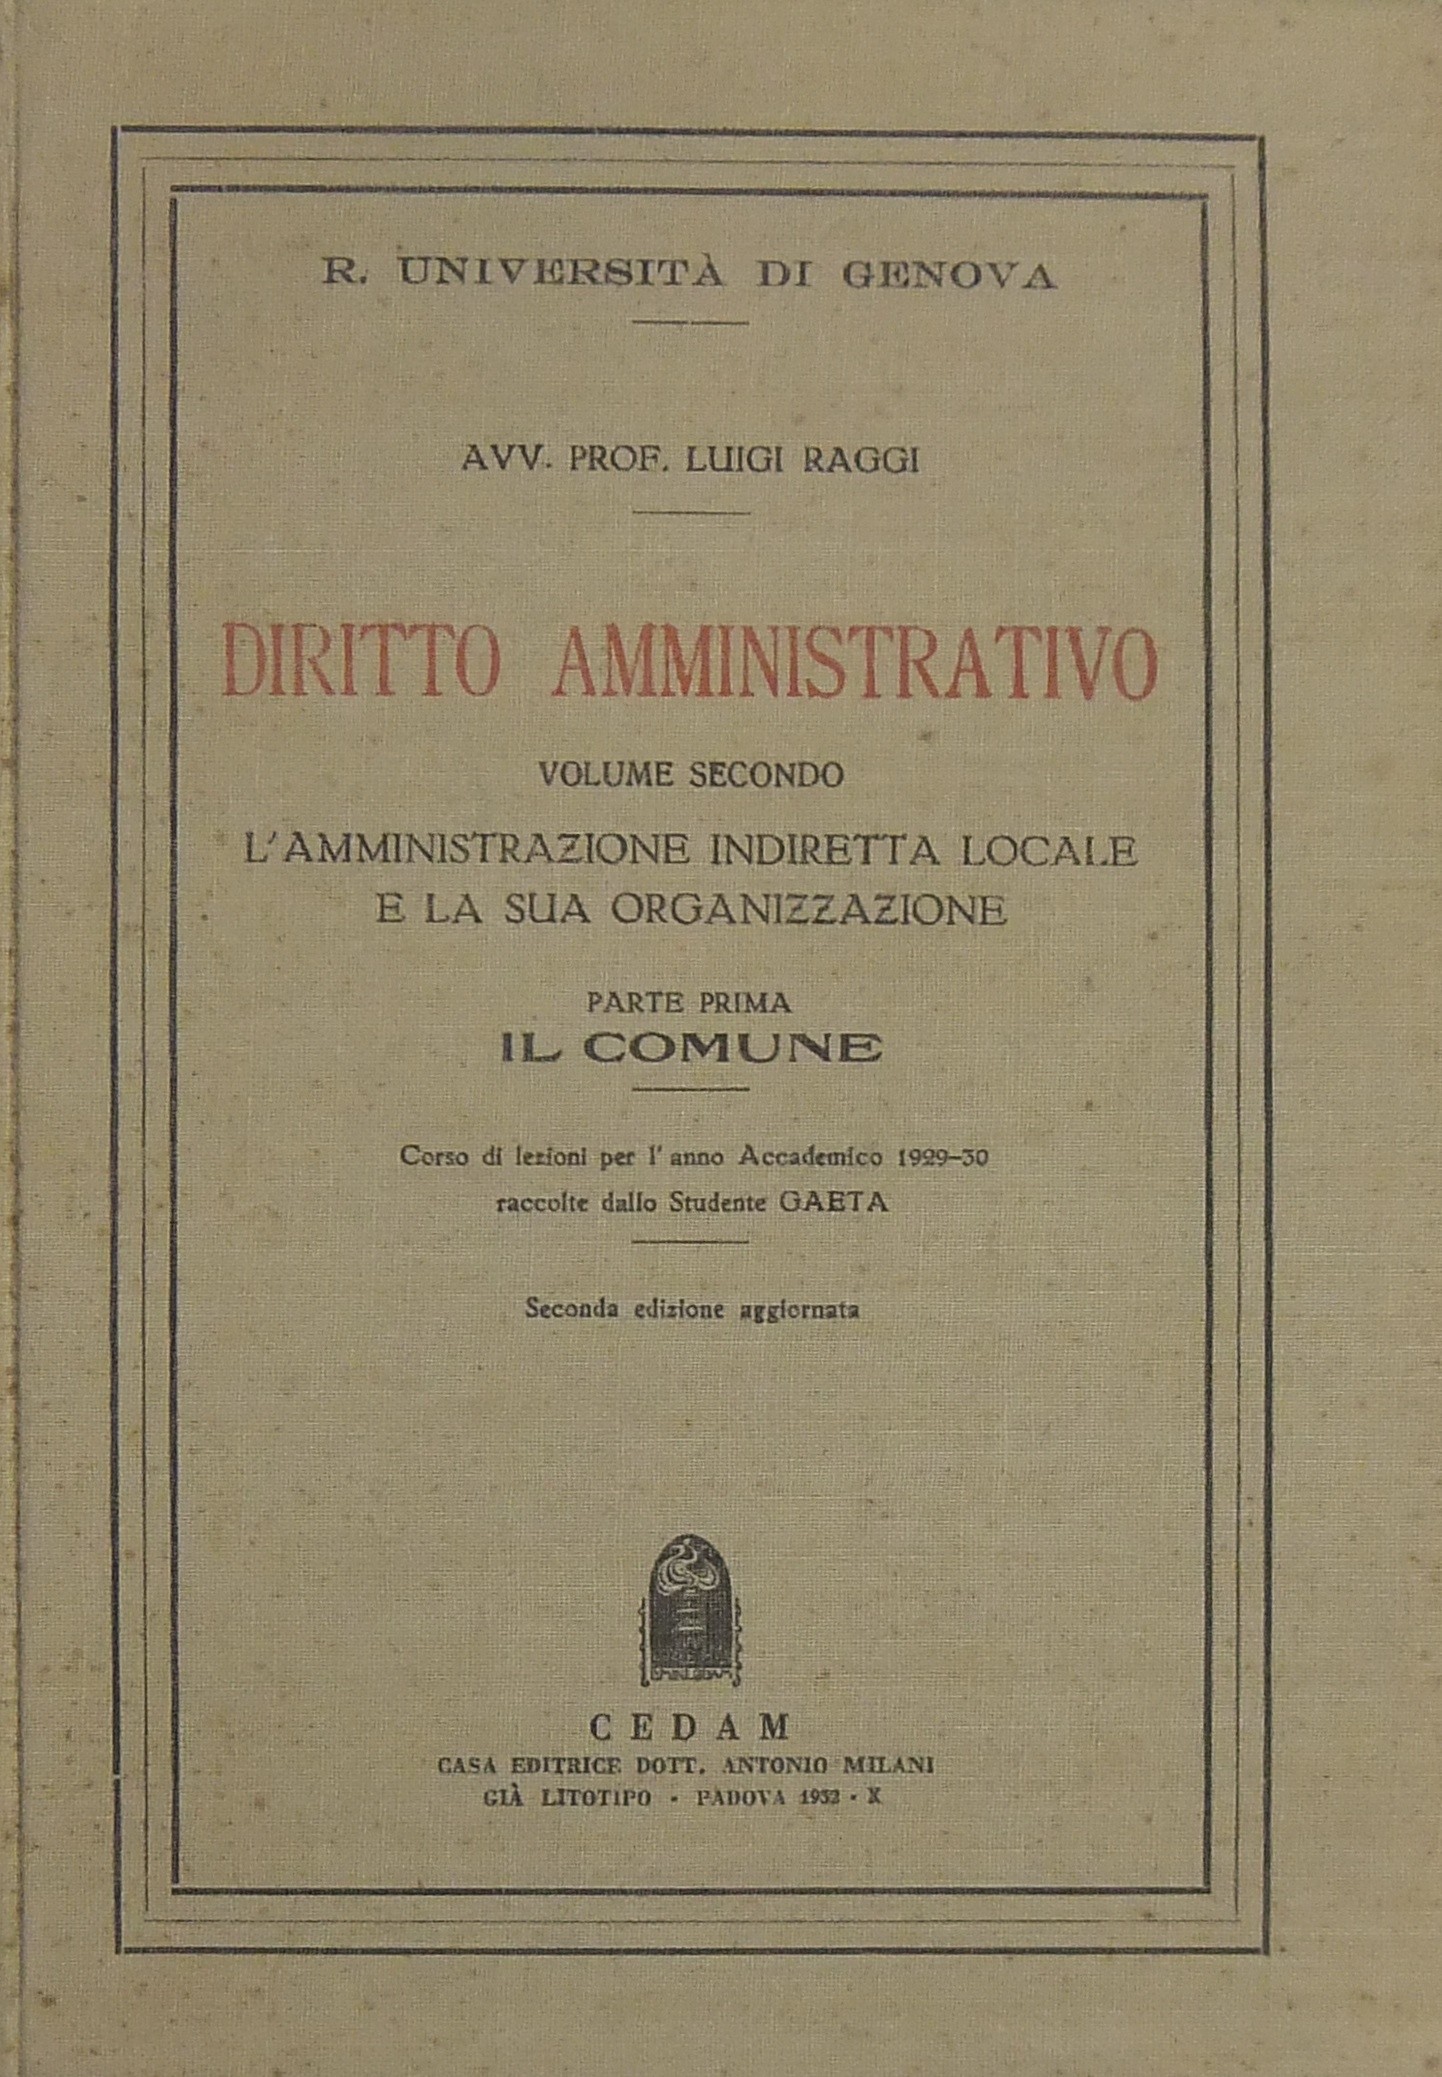 R. UNIVERSITÀ DI GENOVA
AVV. PROF. LUIGI RAGGI
DIRITTO AMMINISTRATIVO
VOLUME SECONDO
L'AMMINISTRAZIONE INDIRETTA LOCALE
E LA SUA ORGANIZZAZIONE
PARTE PRIMA
IL COMUNE
Corso di lezioni per l'anno Accademico 1929-30
raccolte dallo Studente GAETA
Seconda edizione aggiornata
CEDAM
CASA EDITRICE DOTT. ANTONIO MILANI
GIÀ LITOTIPO - PADOVA 1932 - X